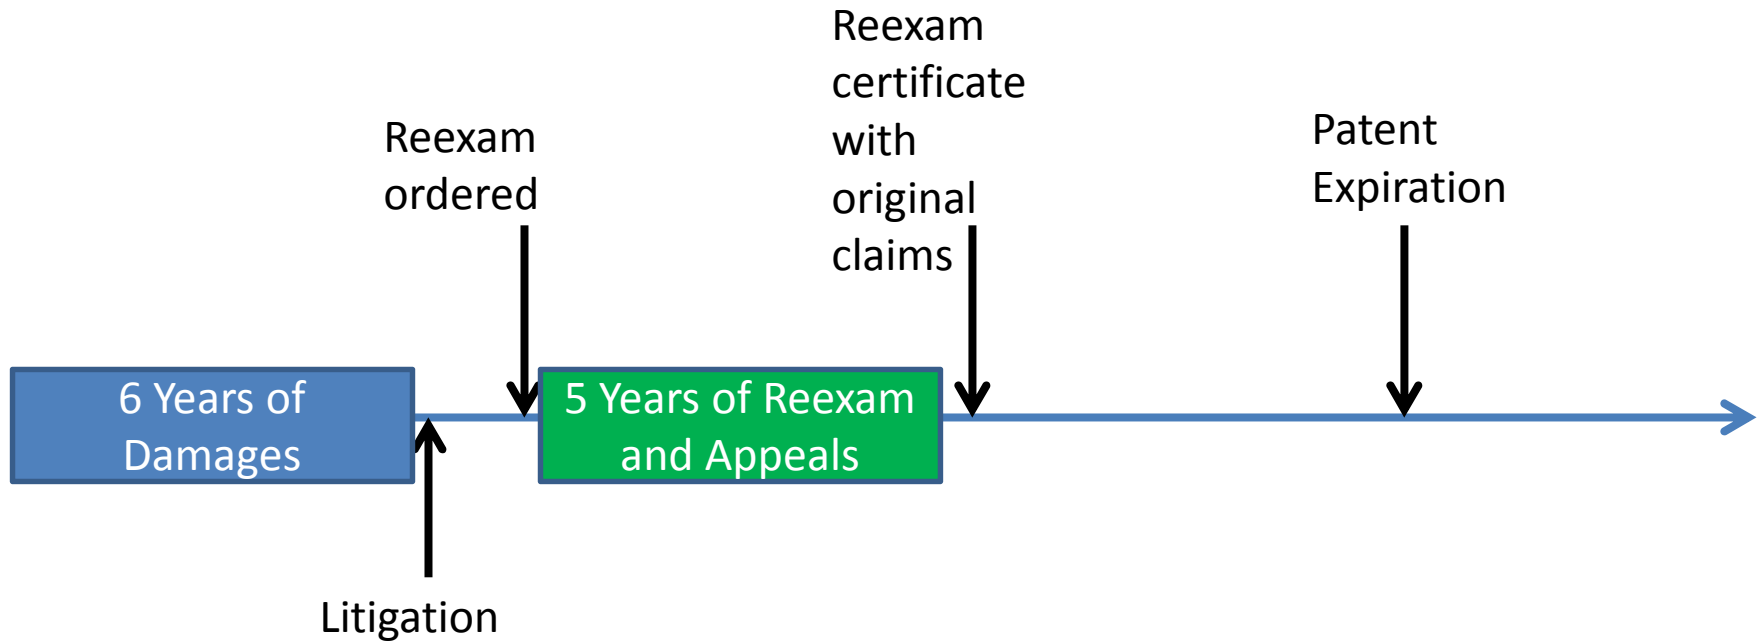 Reexam
certificate
with
original
claims
Reexam
ordered
Patent
Expiration
6 Years of
Damages
5 Years of Reexam
and Appeals
Litigation